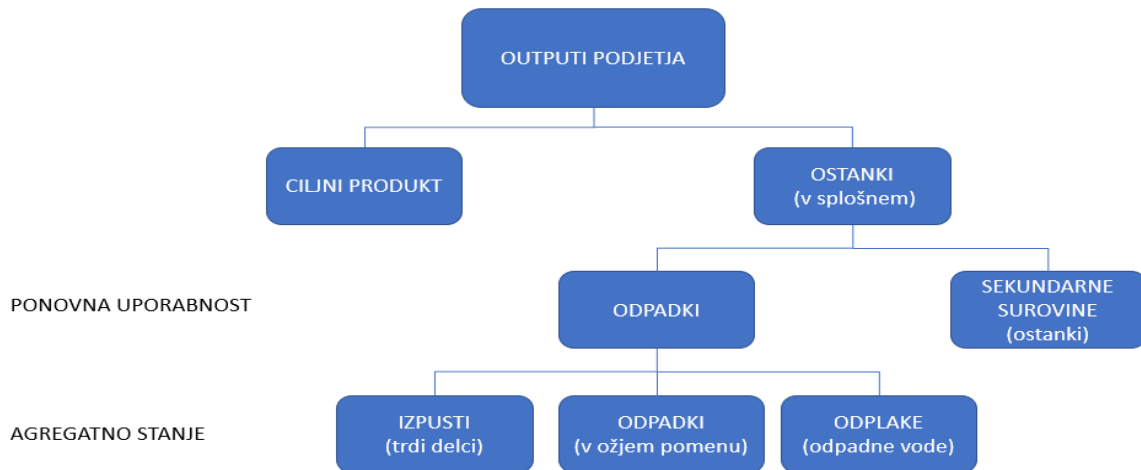 OUTPUTI PODJETJA
CILJNI PRODUKT
OSTANKI
(v splošnem)
PONOVNA UPORABNOST
ODPADKI
SEKUNDARNE
SUROVINE
(ostanki)
AGREGATNO STANJE
IZPUSTI
(trdi delci)
ODPADKI
(v ožjem pomenu)
ODPLAKE
(odpadne vode)